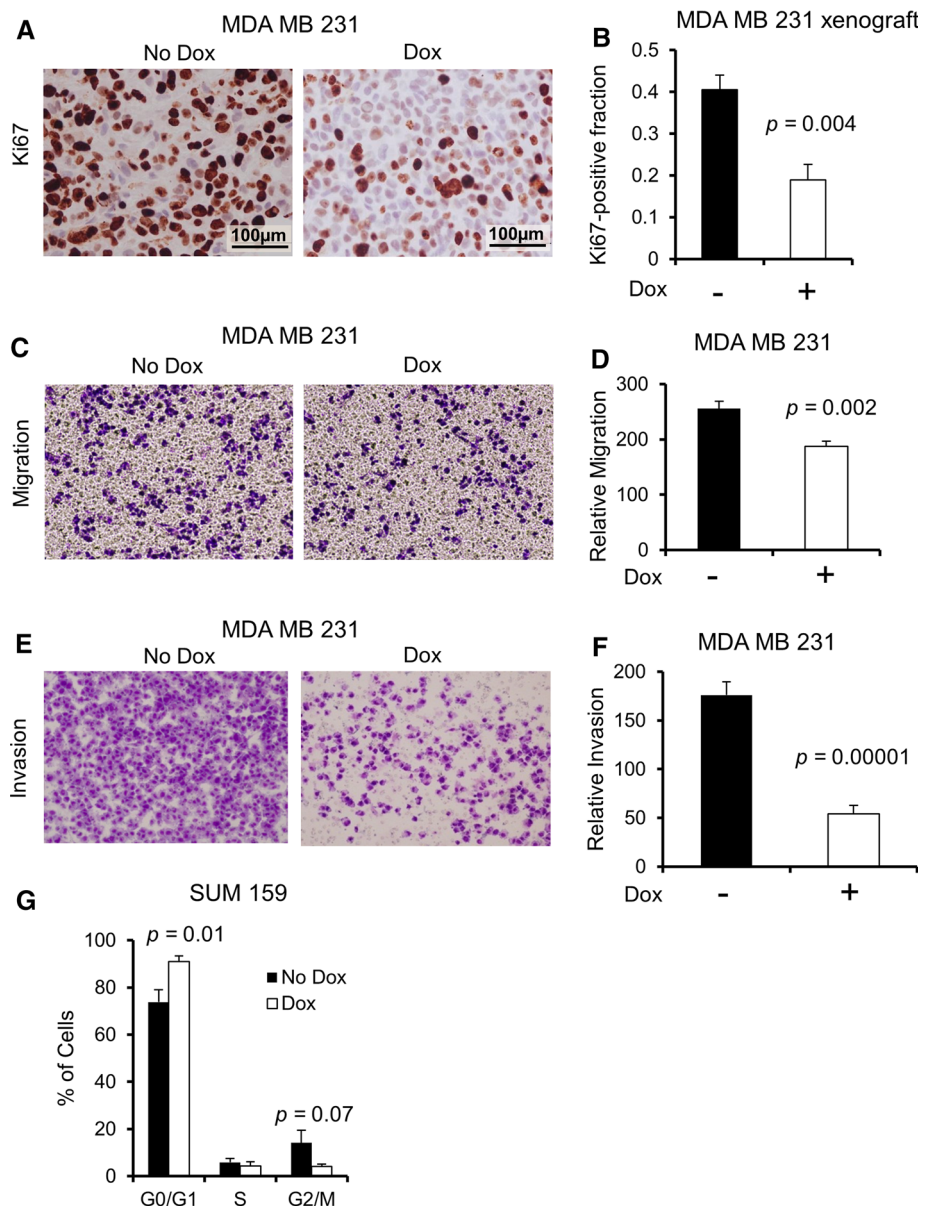 A
MDA MB 231
No Dox
Dox
Ki67
100µm
100µm
B
MDA MB 231 xenograft
Ki67-positive fraction
0.5
0.4
0.3
0.2
0.1
0
p = 0.004
Dox
-
+
C
MDA MB 231
No Dox
Dox
Migration
D
MDA MB 231
Relative Migration
300
200
100
0
p = 0.002
Dox
-
+
E
MDA MB 231
No Dox
Dox
Invasion
F
MDA MB 231
Relative Invasion
200
150
100
50
0
p = 0.00001
Dox
-
+
G
SUM 159
% of Cells
100
80
60
40
20
0
p = 0.01
No Dox
Dox
p = 0.07
G0/G1
S
G2/M